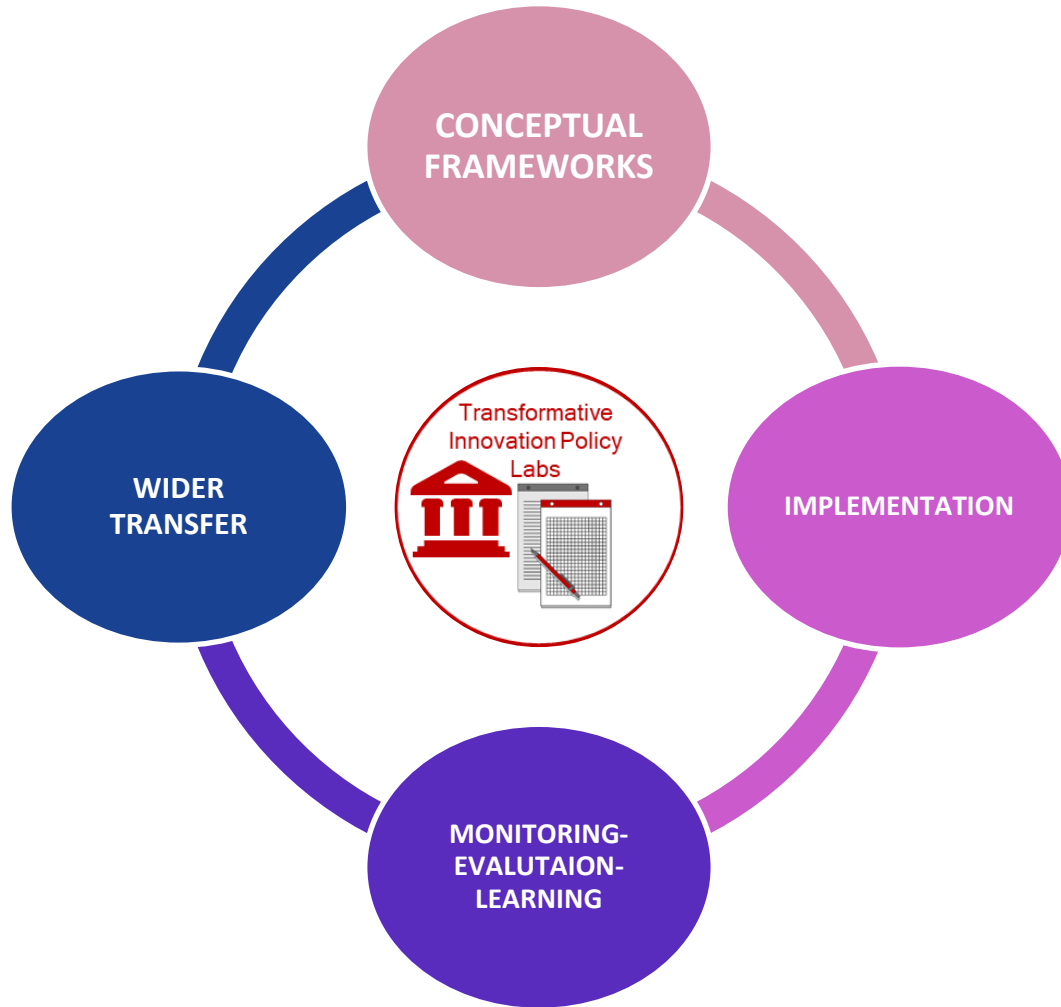 CONCEPTUAL
FRAMEWORKS
Transformative
Innovation Policy
Labs
WIDER
TRANSFER
IMPLEMENTATION
MONITORING-
EVALUTAION-
LEARNING